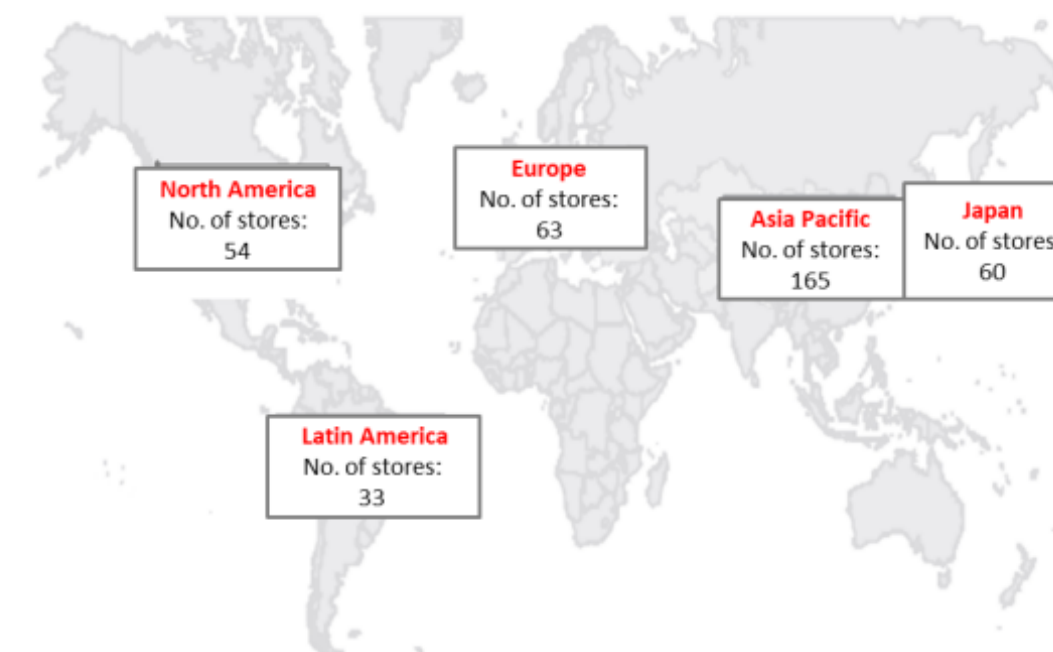 North America
No. of stores:
54
Europe
No. of stores:
63
Asia Pacific
No. of stores:
165
Japan
No. of stores
60
Latin America
No. of stores:
33